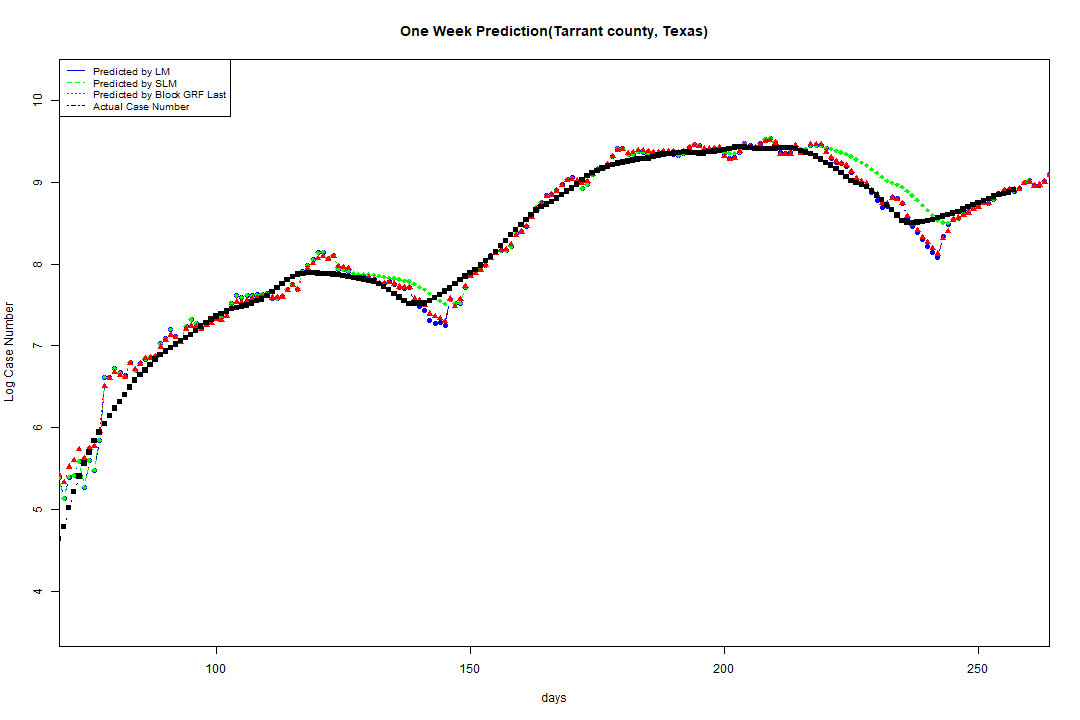 One Week Prediction(Tarrant county, Texas)
Predicted by LM
Predicted by SLM
Predicted by Block GRF Last
Actual Case Number
10
9
8
7
6
5
4
Log Case Number
100
150
200
250
days